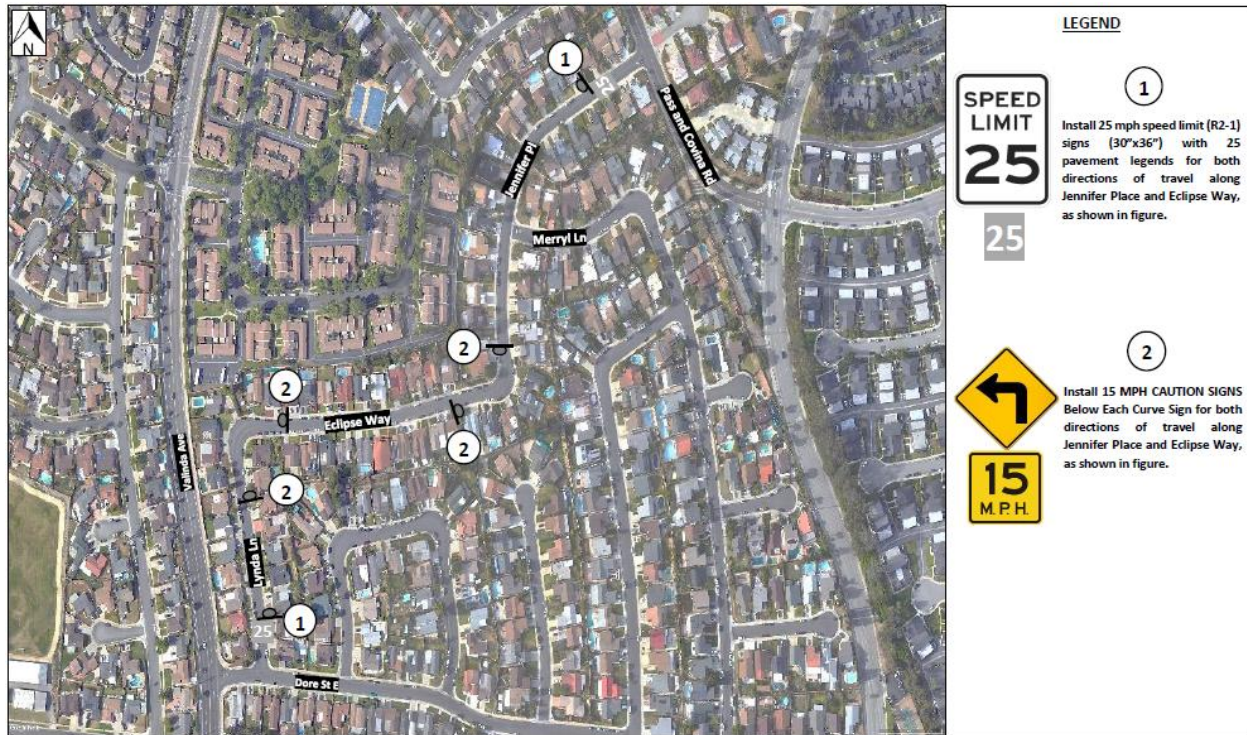 N
1
25
Pass and Covina Rd
Jennifer Pl
Merryl Ln
2
2
Eclipse Way
2
Valinda Ave
2
Lynda Ln
1
25
Dore St E
LEGEND
SPEED
LIMIT
25
25
1
Install 25 mph speed limit (R2-1)
signs (30"x36") with 25
pavement legends for both
directions of travel along
Jennifer Place and Eclipse Way,
as shown in figure.
15
M.P.H.
2
Install 15 MPH CAUTION SIGNS
Below Each Curve Sign for both
directions of travel along
Jennifer Place and Eclipse Way,
as shown in figure.